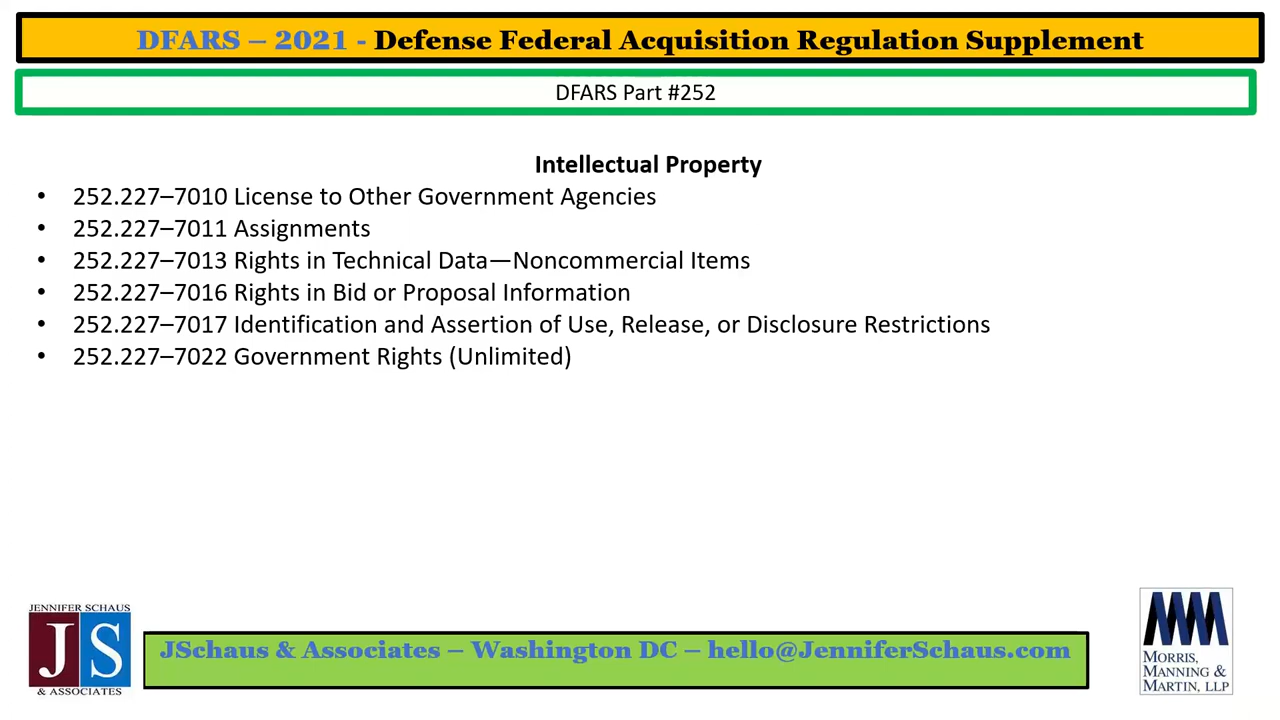 DFARS – 2021 - Defense Federal Acquisition Regulation Supplement
DFARS Part #252
Intellectual Property
• 252.227–7010 License to Other Government Agencies
• 252.227–7011 Assignments
• 252.227–7013 Rights in Technical Data—Noncommercial Items
• 252.227–7016 Rights in Bid or Proposal Information
• 252.227–7017 Identification and Assertion of Use, Release, or Disclosure Restrictions
• 252.227–7022 Government Rights (Unlimited)
JENNIFER SCHAUS
JS
& ASSOCIATES
JSchaus & Associates – Washington DC – hello@JenniferSchaus.com
MMM
MORRIS,
MANNING &
MARTIN, LLP